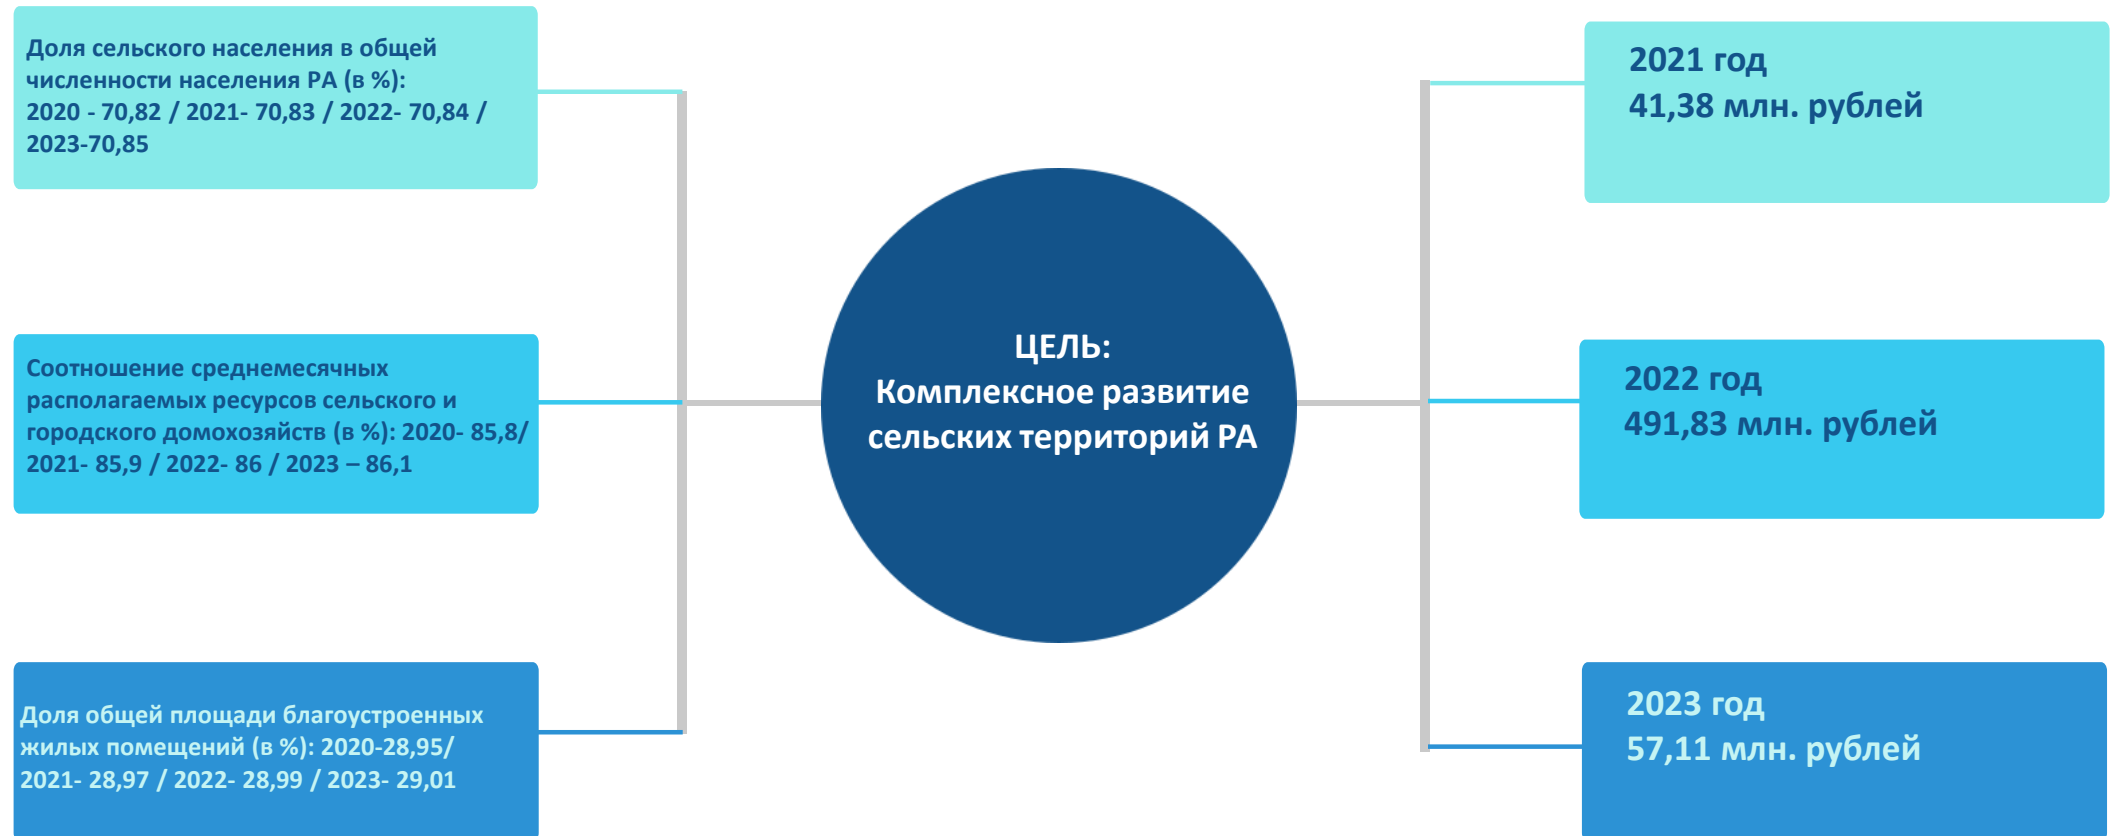 Доля сельского населения в общей
численности населения РА (в %):
2020 - 70,82 / 2021- 70,83 / 2022- 70,84 /
2023-70,85
Соотношение среднемесячных
располагаемых ресурсов сельского и
городского домохозяйств (в %): 2020- 85,8/
2021- 85,9 / 2022- 86 / 2023 – 86,1
Доля общей площади благоустроенных
жилых помещений (в %): 2020-28,95/
2021- 28,97 / 2022- 28,99 / 2023- 29,01
ЦЕЛЬ:
Комплексное развитие
сельских территорий РА
2021 год
41,38 млн. рублей
2022 год
491,83 млн. рублей
2023 год
57,11 млн. рублей